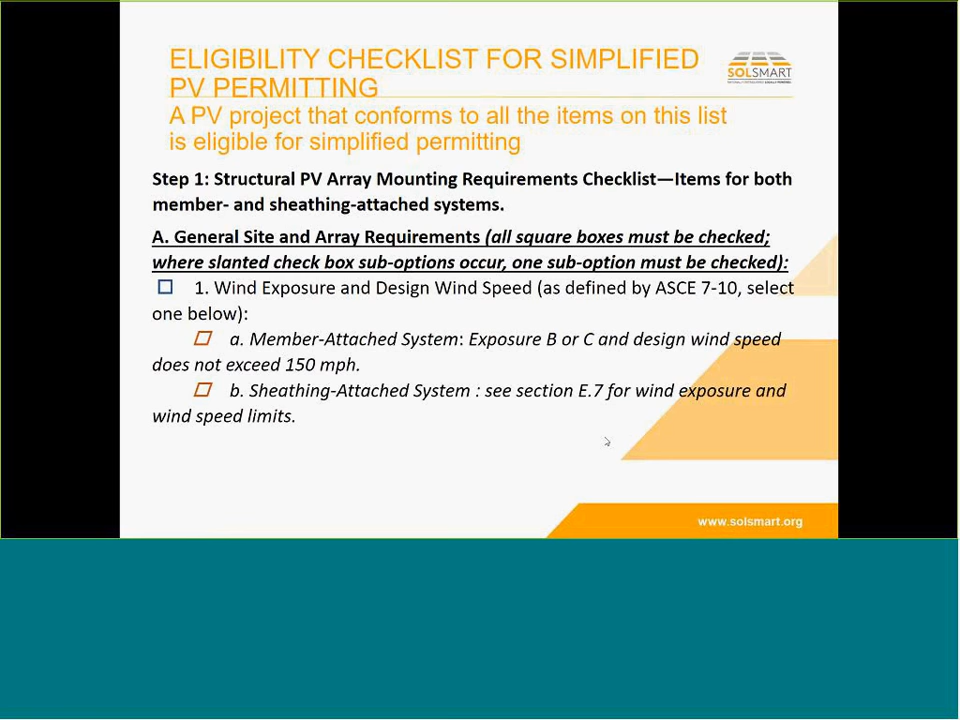 ELIGIBILITY CHECKLIST FOR SIMPLIFIED
PV PERMITTING
SOLSMART
A PV project that conforms to all the items on this list
is eligible for simplified permitting
Step 1: Structural PV Array Mounting Requirements Checklist—Items for both
member- and sheathing-attached systems.
A. General Site and Array Requirements (all square boxes must be checked;
where slanted check box sub-options occur, one sub-option must be checked):
1. Wind Exposure and Design Wind Speed (as defined by ASCE 7-10, select
one below):
a. Member-Attached System: Exposure B or C and design wind speed
does not exceed 150 mph.
b. Sheathing-Attached System : see section E.7 for wind exposure and
wind speed limits.
www.solsmart.org